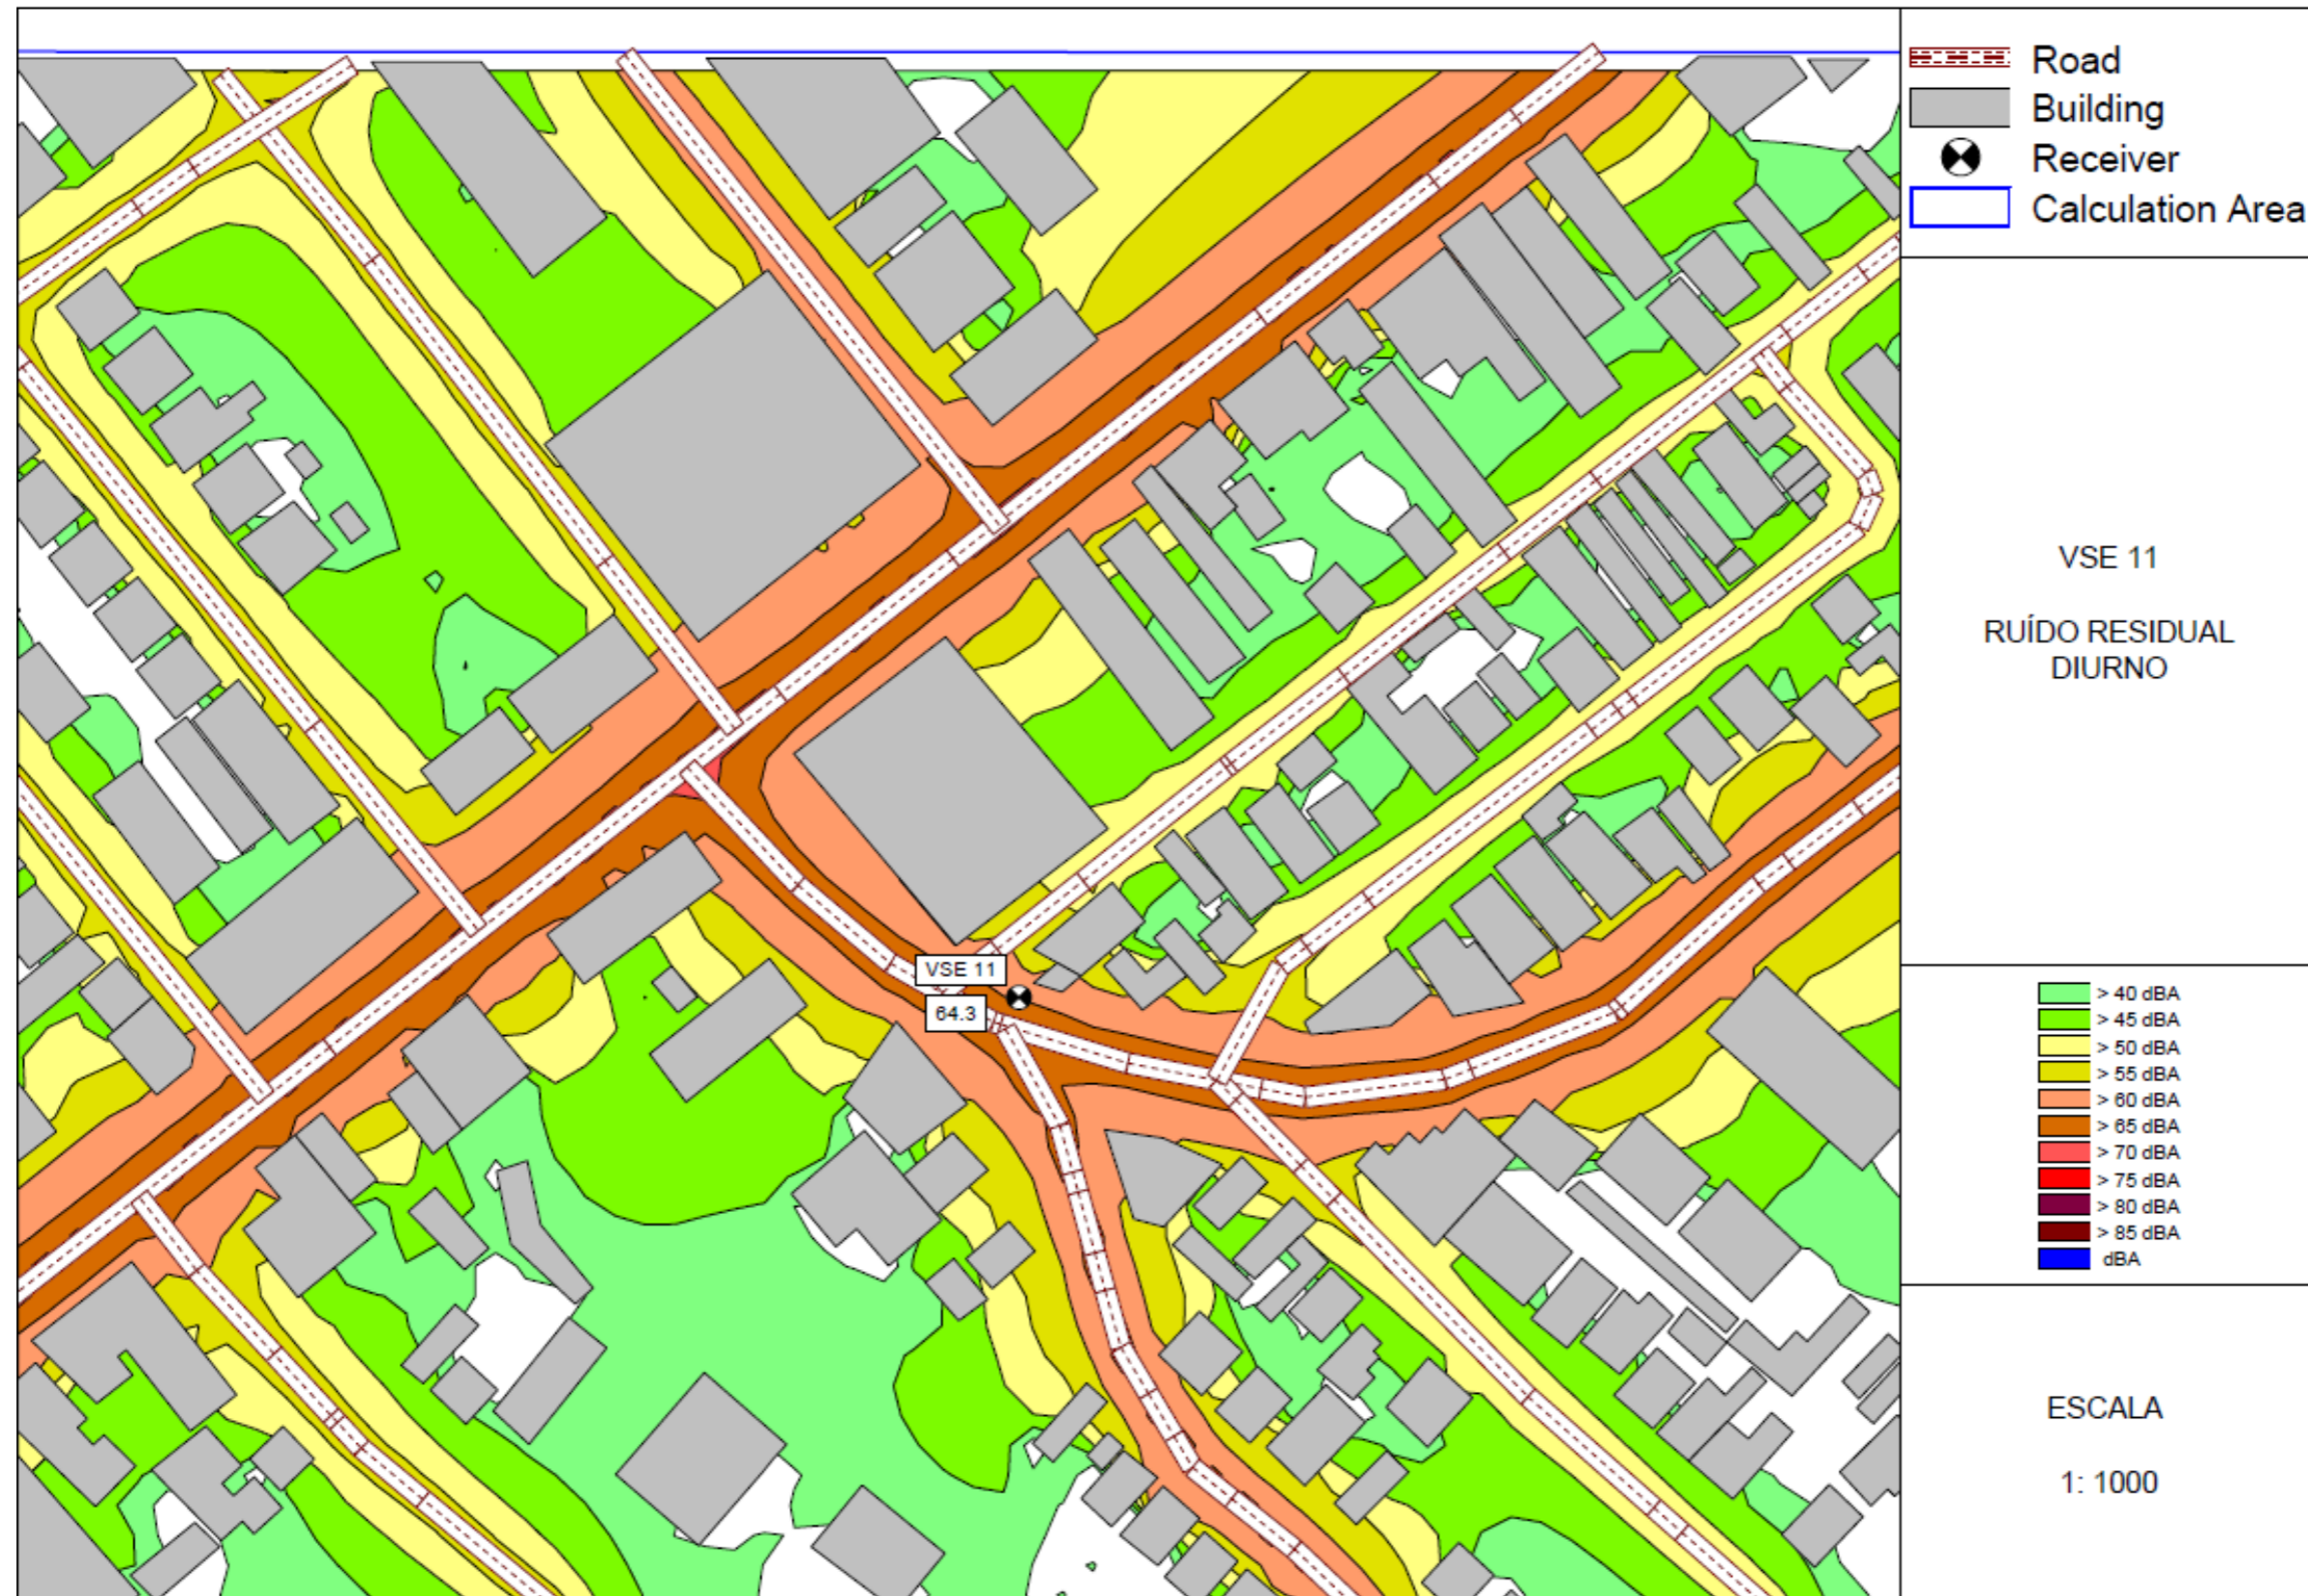 Road
Building
Receiver
Calculation Area
VSE 11
RUÍDO RESIDUAL
DIURNO
VSE 11
64.3
> 40 dBA
> 45 dBA
> 50 dBA
> 55 dBA
> 60 dBA
> 65 dBA
> 70 dBA
> 75 dBA
> 80 dBA
> 85 dBA
dBA
ESCALA
1: 1000